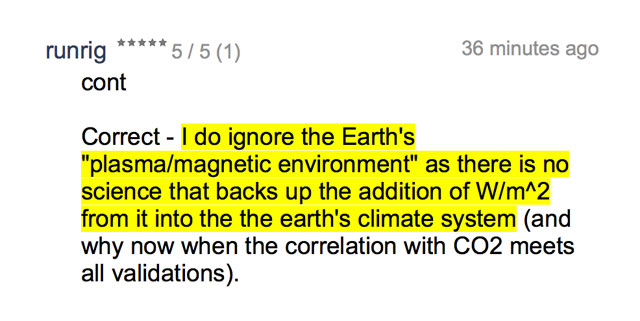 runrig ***** 5 / 5 (1) 36 minutes ago
cont
Correct - I do ignore the Earth's
"plasma/magnetic environment" as there is no
science that backs up the addition of W/m^2
from it into the the earth's climate system (and
why now when the correlation with CO2 meets
all validations).